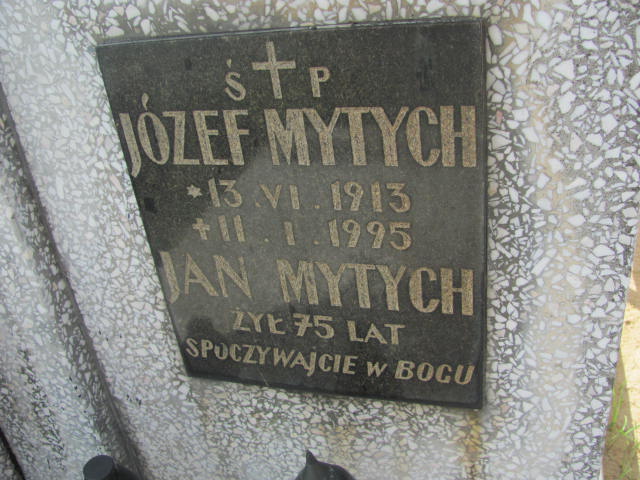 Ś † P
JÓZEF MYTYCH
* 13. VI. 1913
† 11. I. 1995
JAN MYTYCH
ŻYŁ 75 LAT
SPOCZYWAJCIE W BOGU